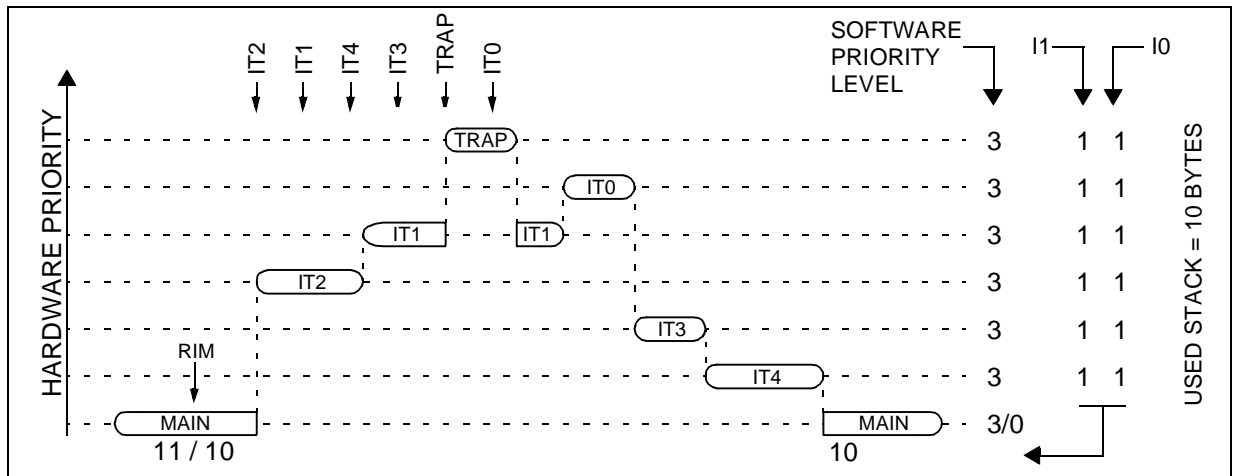 IT2
IT1
IT4
IT3
TRAP
IT0
SOFTWARE
PRIORITY
LEVEL
I1
I0
HARDWARE PRIORITY
TRAP
3
1 1
IT0
3
1 1
IT1
IT1
3
1 1
IT2
3
1 1
IT3
3
1 1
RIM
IT4
3
1 1
MAIN
MAIN
3/0
11 / 10
10
USED STACK = 10 BYTES